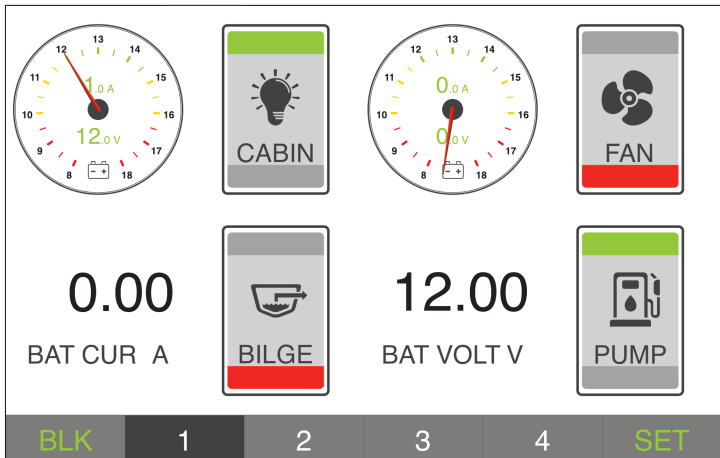 8 9 10 11 12 13 14 15 16 17 18
1.0 A
12.0 V
- +
CABIN
8 9 10 11 12 13 14 15 16 17 18
0.0 A
0.0 V
- +
FAN
0.00
BAT CUR A
BILGE
12.00
BAT VOLT V
PUMP
BLK 1 2 3 4 SET